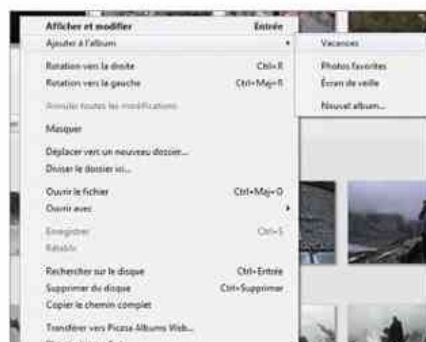 Afficher et modifier Entrée
Ajouter à l'album
Vacances
Rotation vers la droite Ctrl+R
Photos favorites
Rotation vers la gauche Ctrl+Maj+R
Écran de veille
Annuler toutes les modifications
Nouvel album...
Masquer
Déplacer vers un nouveau dossier...
Diviser le dossier ici...
Ouvrir le fichier Ctrl+Maj+O
Ouvrir avec
Enregistrer Ctrl+S
Rétablir
Rechercher sur le disque Ctrl+Entrée
Supprimer du disque Ctrl+Supprimer
Copier le chemin complet
Transférer vers Picasa Albums Web...